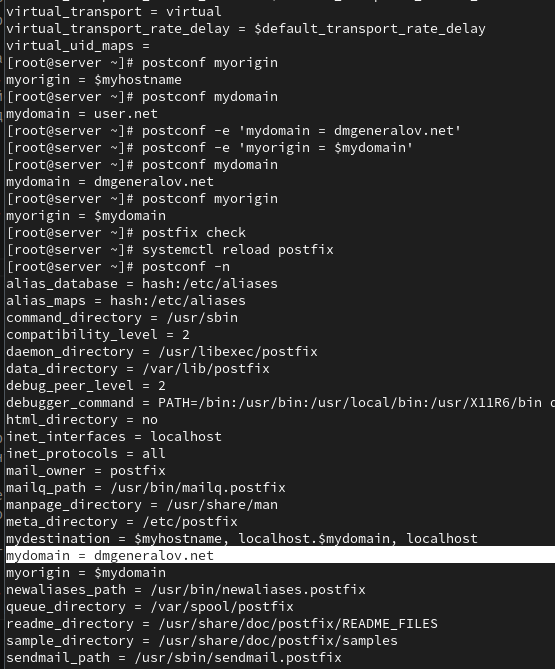 virtual_transport = virtual
virtual_transport_rate_delay = $default_transport_rate_delay
virtual_uid_maps =
[root@server ~]# postconf myorigin
myorigin = $myhostname
[root@server ~]# postconf mydomain
mydomain = user.net
[root@server ~]# postconf -e 'mydomain = dmgeneralov.net'
[root@server ~]# postconf -e 'myorigin = $mydomain'
[root@server ~]# postconf mydomain
mydomain = dmgeneralov.net
[root@server ~]# postconf myorigin
myorigin = $mydomain
[root@server ~]# postfix check
[root@server ~]# systemctl reload postfix
[root@server ~]# postconf -n
alias_database = hash:/etc/aliases
alias_maps = hash:/etc/aliases
command_directory = /usr/sbin
compatibility_level = 2
daemon_directory = /usr/libexec/postfix
data_directory = /var/lib/postfix
debug_peer_level = 2
debugger_command = PATH=/bin:/usr/bin:/usr/local/bin:/usr/X11R6/bin
html_directory = no
inet_interfaces = localhost
inet_protocols = all
mail_owner = postfix
mailq_path = /usr/bin/mailq.postfix
manpage_directory = /usr/share/man
meta_directory = /etc/postfix
mydestination = $myhostname, localhost.$mydomain, localhost
mydomain = dmgeneralov.net
myorigin = $mydomain
newaliases_path = /usr/bin/newaliases.postfix
queue_directory = /var/spool/postfix
readme_directory = /usr/share/doc/postfix/README_FILES
sample_directory = /usr/share/doc/postfix/samples
sendmail_path = /usr/sbin/sendmail.postfix